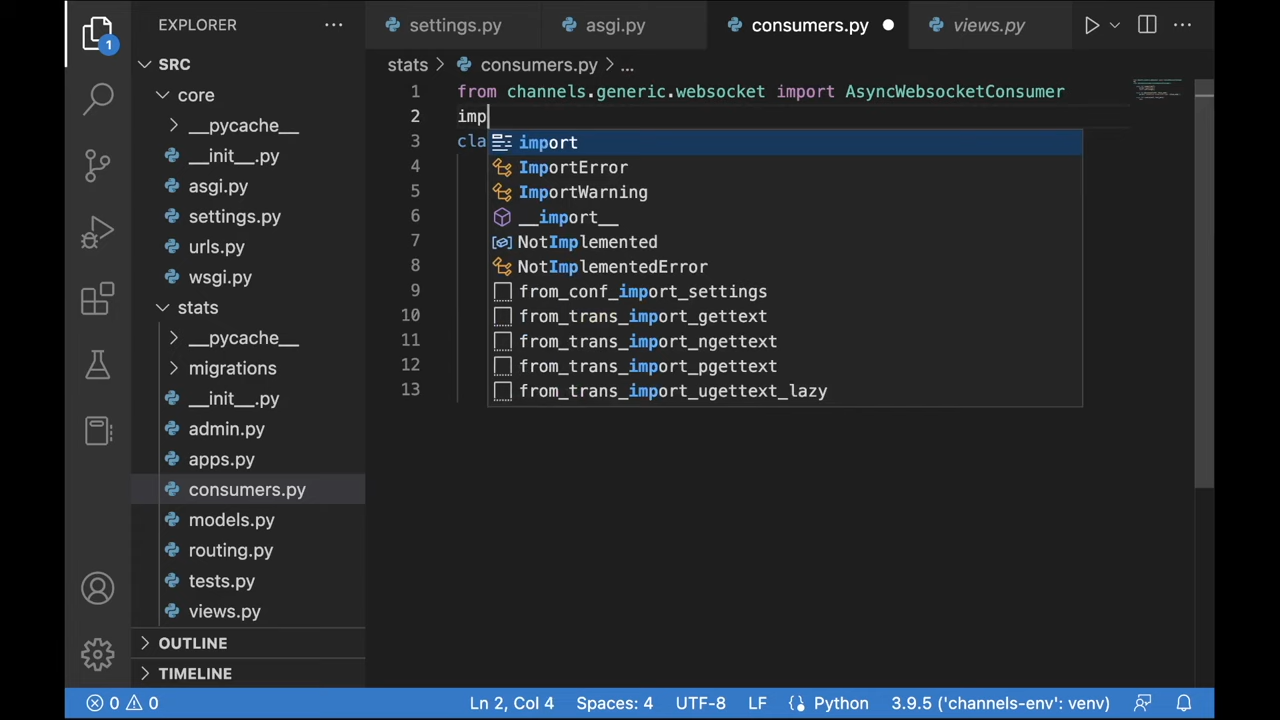 EXPLORER
settings.py
asgi.py
consumers.py
views.py
1
SRC
core
__pycache__
__init__.py
asgi.py
settings.py
urls.py
wsgi.py
stats
__pycache__
migrations
__init__.py
admin.py
apps.py
consumers.py
models.py
routing.py
tests.py
views.py
OUTLINE
TIMELINE
stats > consumers.py > ...
1 from channels.generic.websocket import AsyncWebsocketConsumer
2 imp
3 cla
4
5
6
7
8
9
10
11
12
13
import
ImportError
ImportWarning
__import__
NotImplemented
NotImplementedError
from_conf_import_settings
from_trans_import_gettext
from_trans_import_ngettext
from_trans_import_pgettext
from_trans_import_ugettext_lazy
0 0 Ln 2, Col 4 Spaces: 4 UTF-8 LF Python 3.9.5 ('channels-env': venv)